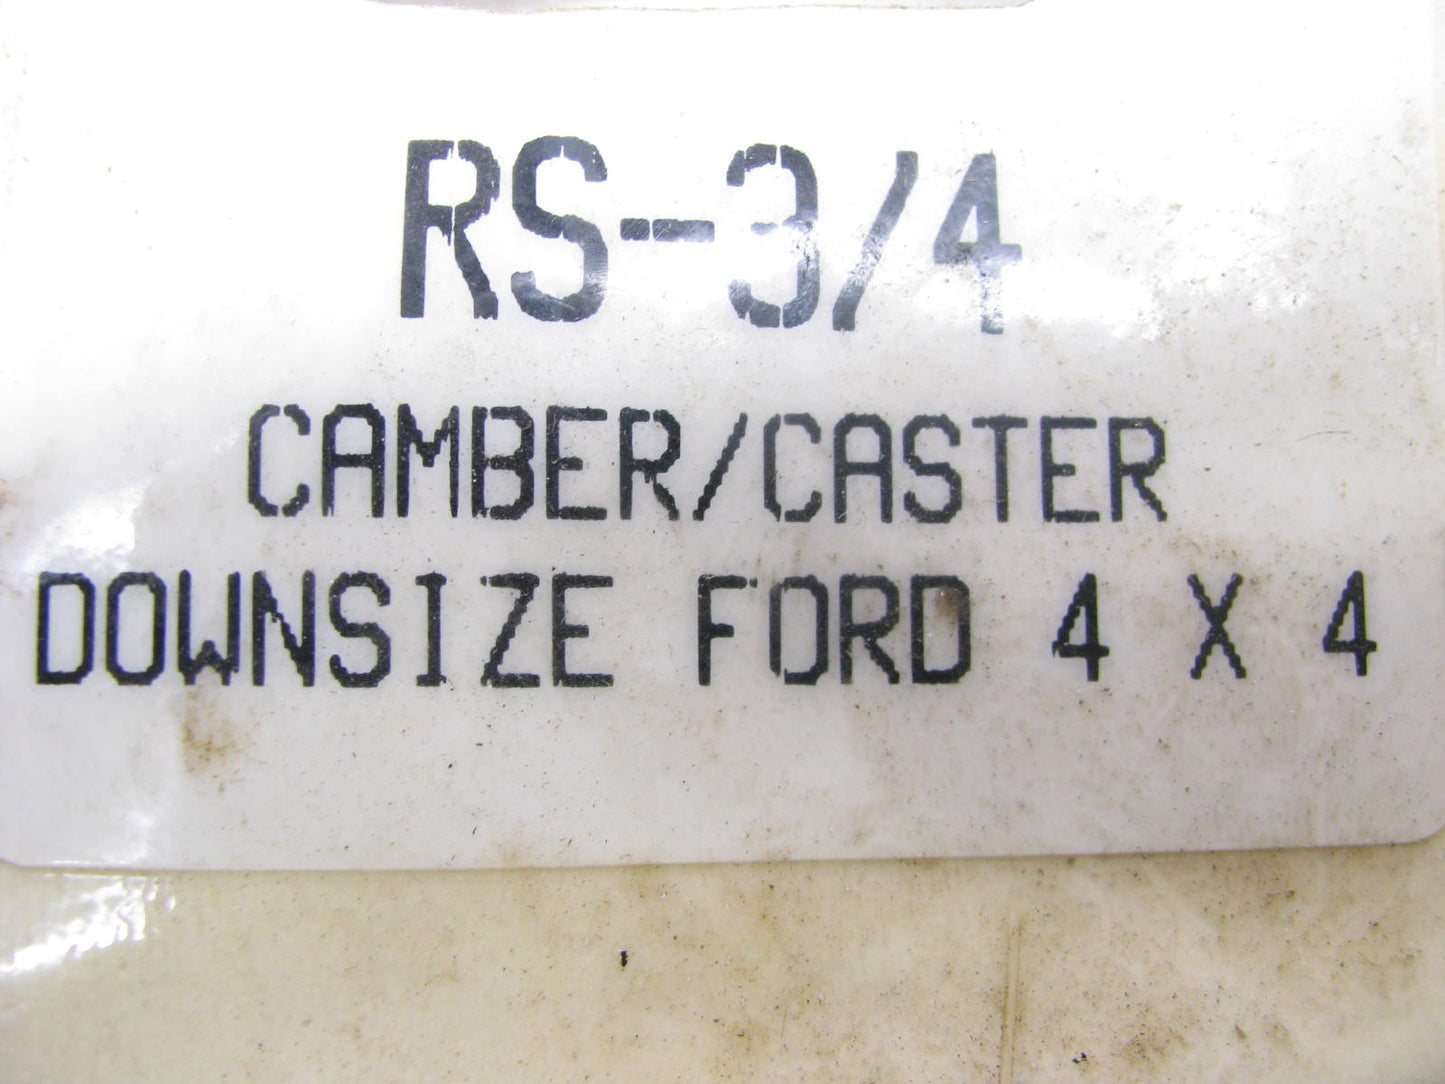 RS-3/4
CAMBER/CASTER
DOWNSIZE FORD 4 X 4